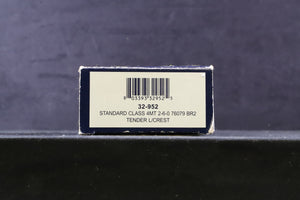 32-952
STANDARD CLASS 4MT 2-6-0 76079 BR2
TENDER L/CREST